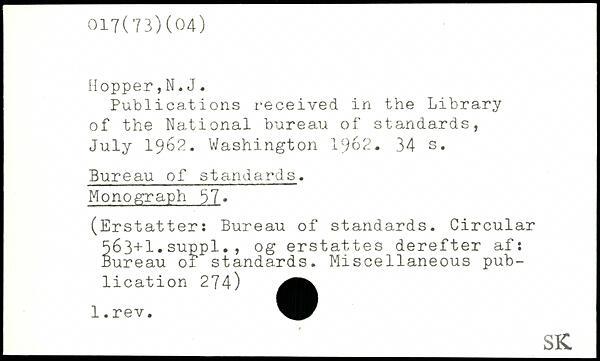 017(73)(04)
Hopper,N.J.
Publications received in the Library
of the National bureau of standards,
July 1962. Washington 1962. 34 s.
Bureau of standards.
Monograph 57.
(Erstatter: Bureau of standards. Circular
563+1.suppl., og erstattes derefter af:
Bureau of standards. Miscellaneous pub-
lication 274)
1.rev.
SK